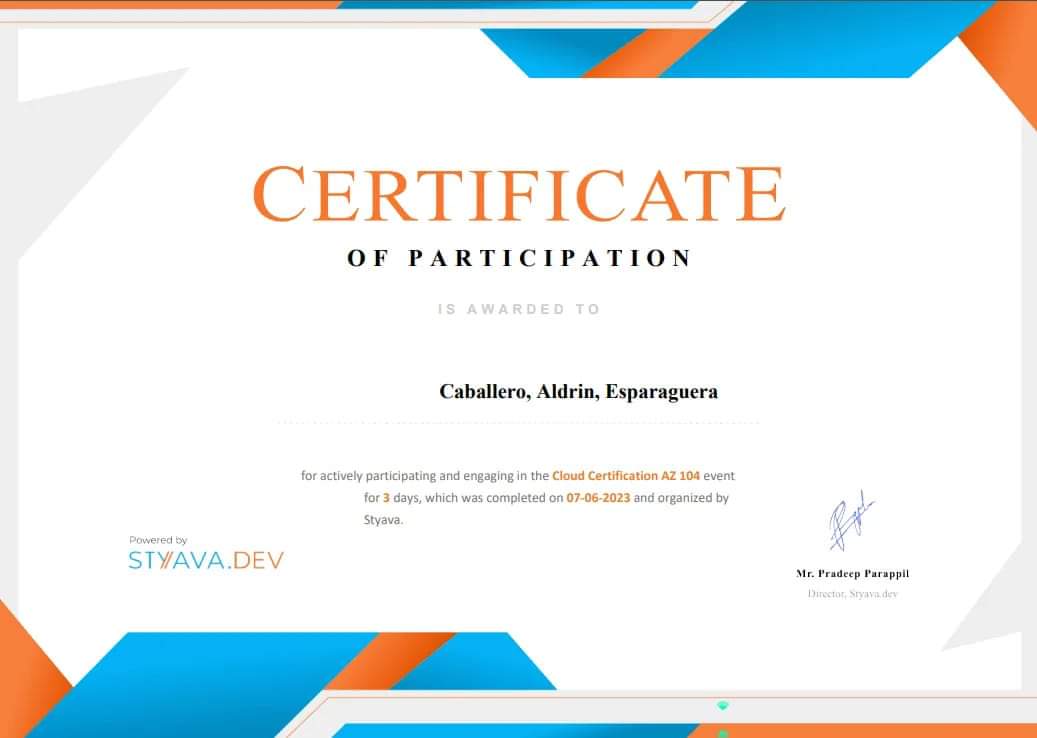 CERTIFICATE
OF PARTICIPATION
IS AWARDED TO
Caballero, Aldrin, Esparaguera
for actively participating and engaging in the Cloud Certification AZ 104 event
for 3 days, which was completed on 07-06-2023 and organized by
Styava.
Powered by
STYAVA.DEV
Mr. Pradeep Parappil
Director, Styava.dev